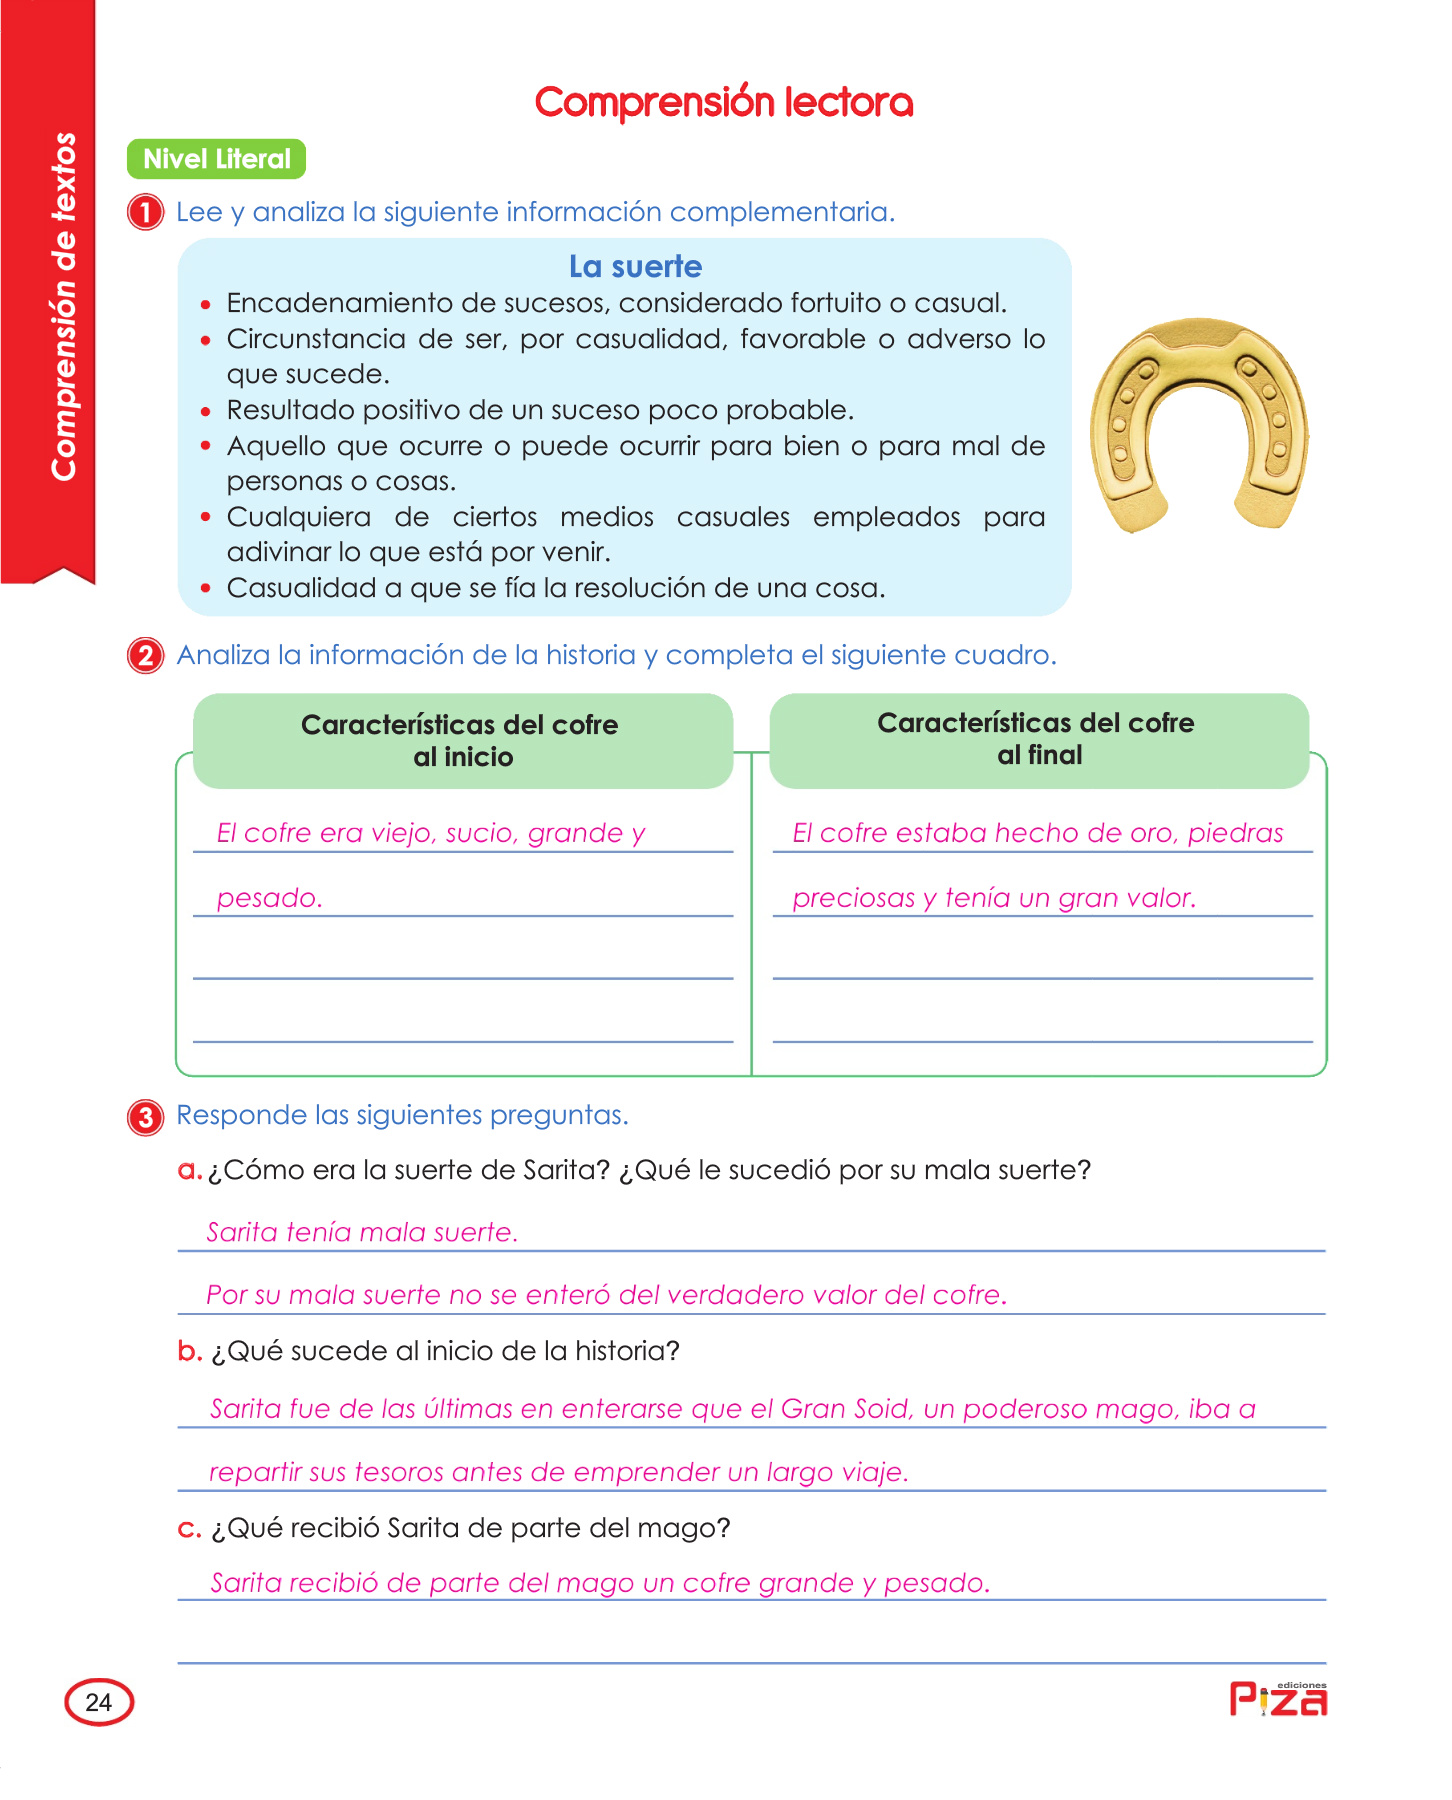 Comprensión de textos
Comprensión lectora
Nivel Literal
1 Lee y analiza la siguiente información complementaria.
La suerte
• Encadenamiento de sucesos, considerado fortuito o casual.
• Circunstancia de ser, por casualidad, favorable o adverso lo
que sucede.
• Resultado positivo de un suceso poco probable.
• Aquello que ocurre o puede ocurrir para bien o para mal de
personas o cosas.
• Cualquiera de ciertos medios casuales empleados para
adivinar lo que está por venir.
• Casualidad a que se fía la resolución de una cosa.
2 Analiza la información de la historia y completa el siguiente cuadro.
Características del cofre
al inicio
El cofre era viejo, sucio, grande y
pesado.
Características del cofre
al final
El cofre estaba hecho de oro, piedras
preciosas y tenía un gran valor.
3 Responde las siguientes preguntas.
a. ¿Cómo era la suerte de Sarita? ¿Qué le sucedió por su mala suerte?
Sarita tenía mala suerte.
Por su mala suerte no se enteró del verdadero valor del cofre.
b. ¿Qué sucede al inicio de la historia?
Sarita fue de las últimas en enterarse que el Gran Soid, un poderoso mago, iba a
repartir sus tesoros antes de emprender un largo viaje.
c. ¿Qué recibió Sarita de parte del mago?
Sarita recibió de parte del mago un cofre grande y pesado.
24
ediciones
Piza